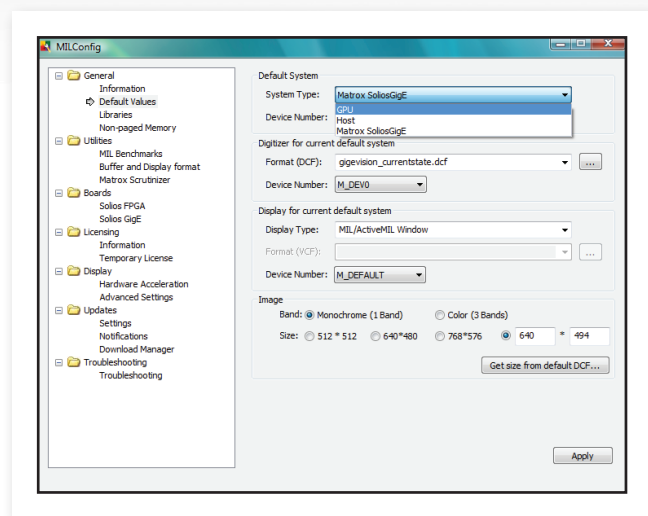 MILConfig
General
Information
Default Values
Libraries
Non-paged Memory
Utilities
MIL Benchmarks
Buffer and Display format
Matrox Scrutinizer
Boards
Solios FPGA
Solios GigE
Licensing
Information
Temporary License
Display
Hardware Acceleration
Advanced Settings
Updates
Settings
Notifications
Download Manager
Troubleshooting
Troubleshooting
Default System
System Type: Matrox SoliosGigE
GPU
Device Number: Host
Matrox SoliosGigE
Digitizer for current default system
Format (DCF): gigevision_currentstate.dcf ...
Device Number: M_DEV0
Display for current default system
Display Type: MIL/ActiveMIL Window
Format (VCF): ...
Device Number: M_DEFAULT
Image
Band: Monochrome (1 Band) Color (3 Bands)
Size: 512 * 512 640*480 768*576 640 * 494
Get size from default DCF...
Apply